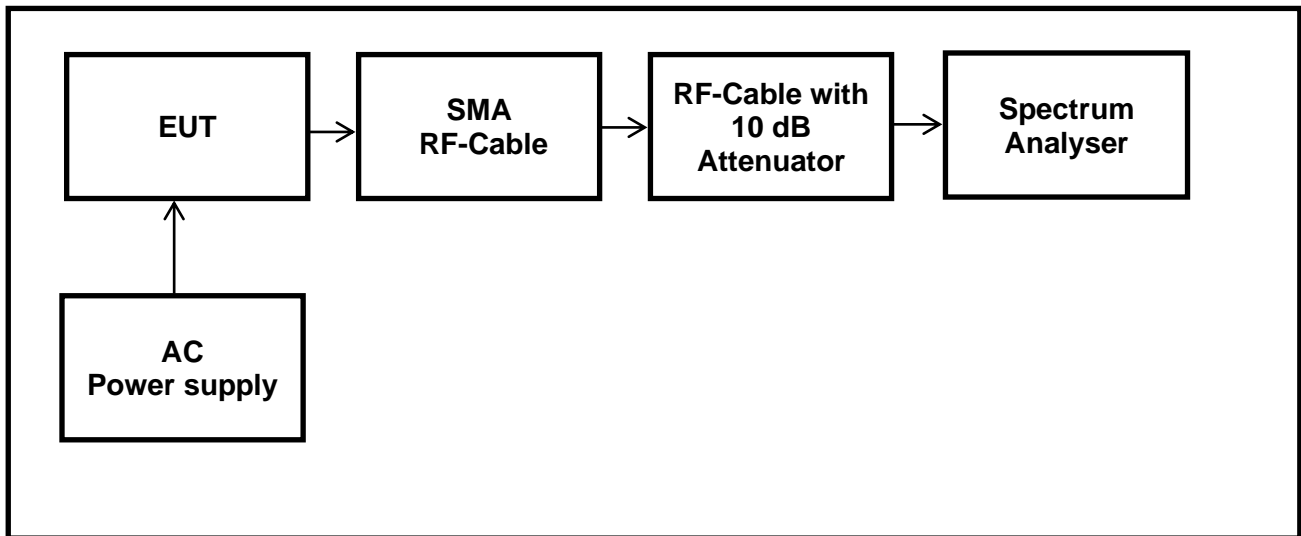 EUT
SMA
RF-Cable
RF-Cable with
10 dB
Attenuator
Spectrum
Analyser
AC
Power supply